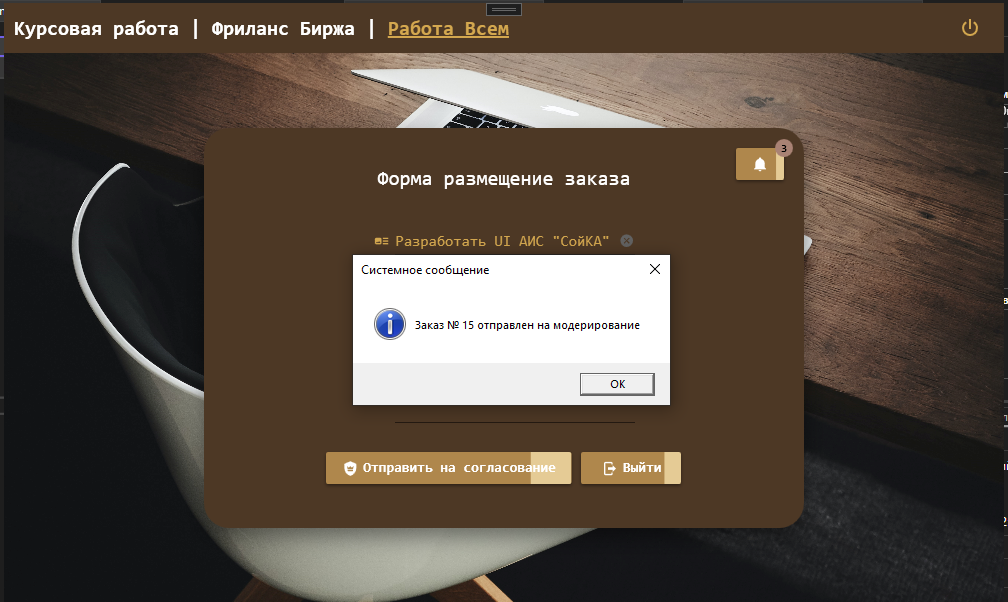 Курсовая работа | Фриланс Биржа | Работа Всем
3
Форма размещение заказа
Разработать UI АИС "СойКА"
Системное сообщение
Заказ № 15 отправлен на модерирование
OK
Отправить на согласование
Выйти